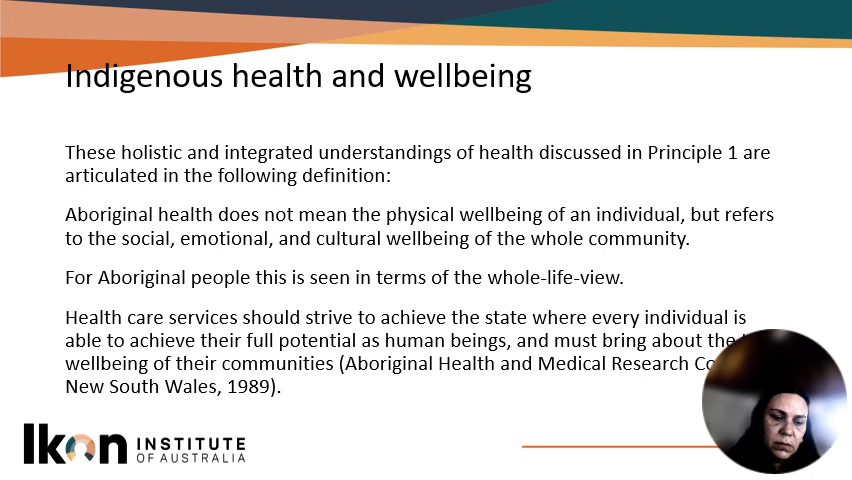 Indigenous health and wellbeing
These holistic and integrated understandings of health discussed in Principle 1 are
articulated in the following definition:
Aboriginal health does not mean the physical wellbeing of an individual, but refers
to the social, emotional, and cultural wellbeing of the whole community.
For Aboriginal people this is seen in terms of the whole-life-view.
Health care services should strive to achieve the state where every individual is
able to achieve their full potential as human beings, and must bring about the
wellbeing of their communities (Aboriginal Health and Medical Research
New South Wales, 1989).
Ikon INSTITUTE
OF AUSTRALIA